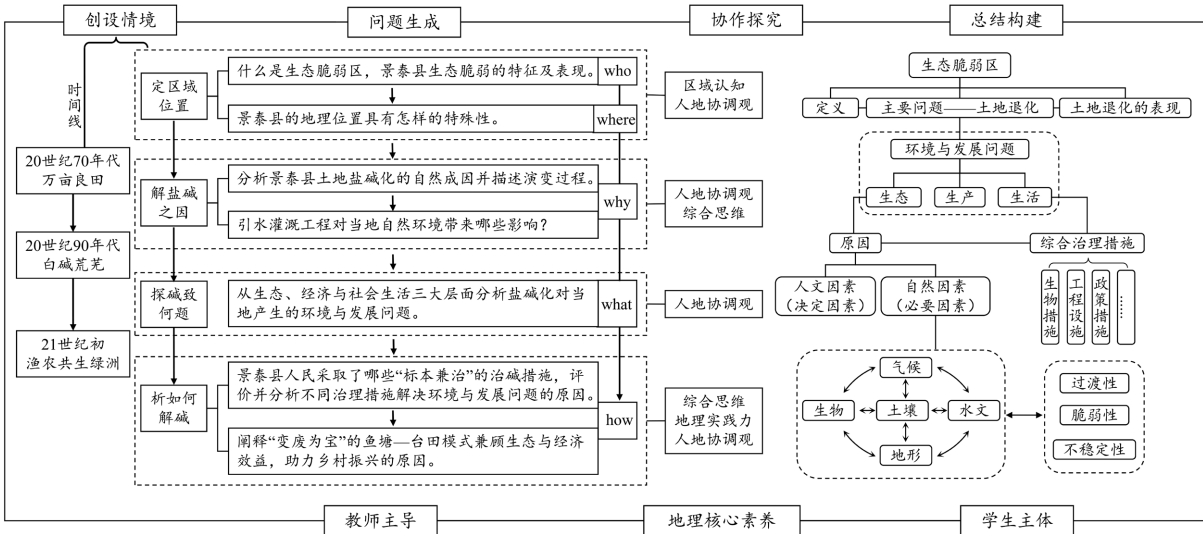 创设情境
问题生成
协作探究
总结构建
时间线
20世纪70年代
万亩良田
20世纪90年代
白碱荒芜
21世纪初
渔农共生绿洲
定区域
位置
什么是生态脆弱区，景泰县生态脆弱的特征及表现。
who
景泰县的地理位置具有怎样的特殊性。
where
区域认知
人地协调观
解盐碱
之因
分析景泰县土地盐碱化的自然成因并描述演变过程。
引水灌溉工程对当地自然环境带来哪些影响？
why
人地协调观
综合思维
探碱致
何题
从生态、经济与社会生活三大层面分析盐碱化对当
地产生的环境与发展问题。
what
人地协调观
析如何
解碱
景泰县人民采取了哪些“标本兼治”的治碱措施，评
价并分析不同治理措施解决环境与发展问题的原因。
阐释“变废为宝”的鱼塘—台田模式兼顾生态与经济
效益，助力乡村振兴的原因。
how
综合思维
地理实践力
人地协调观
生态脆弱区
定义
主要问题——土地退化
土地退化的表现
环境与发展问题
生态
生产
生活
原因
综合治理措施
人文因素
（决定因素）
自然因素
（必要因素）
生物措施
工程设施
政策措施
……
气候
生物
土壤
水文
地形
过渡性
脆弱性
不稳定性
教师主导
地理核心素养
学生主体